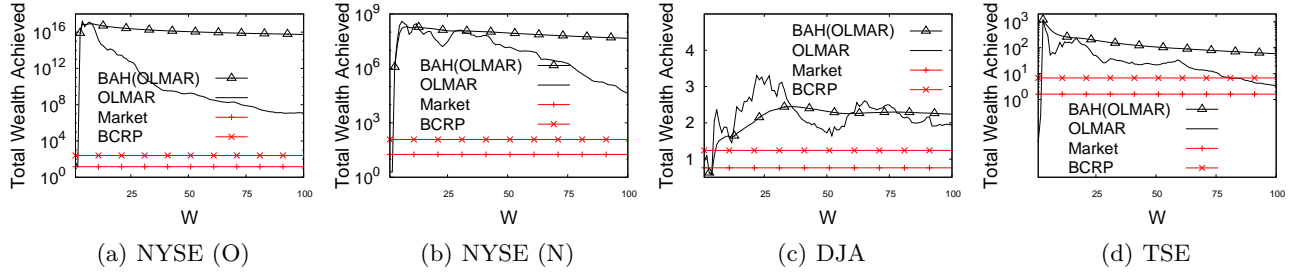 Total Wealth Achieved
10^16
10^12
10^8
10^4
10^0
BAH(OLMAR)
OLMAR
Market
BCRP
25 50 75 100
W
(a) NYSE (O)
Total Wealth Achieved
10^9
10^7
10^5
10^3
10^0
BAH(OLMAR)
OLMAR
Market
BCRP
25 50 75 100
W
(b) NYSE (N)
Total Wealth Achieved
4
3
2
1
BAH(OLMAR)
OLMAR
Market
BCRP
25 50 75 100
W
(c) DJA
Total Wealth Achieved
10^3
10^2
10^1
10^0
BAH(OLMAR)
OLMAR
Market
BCRP
25 50 75 100
W
(d) TSE